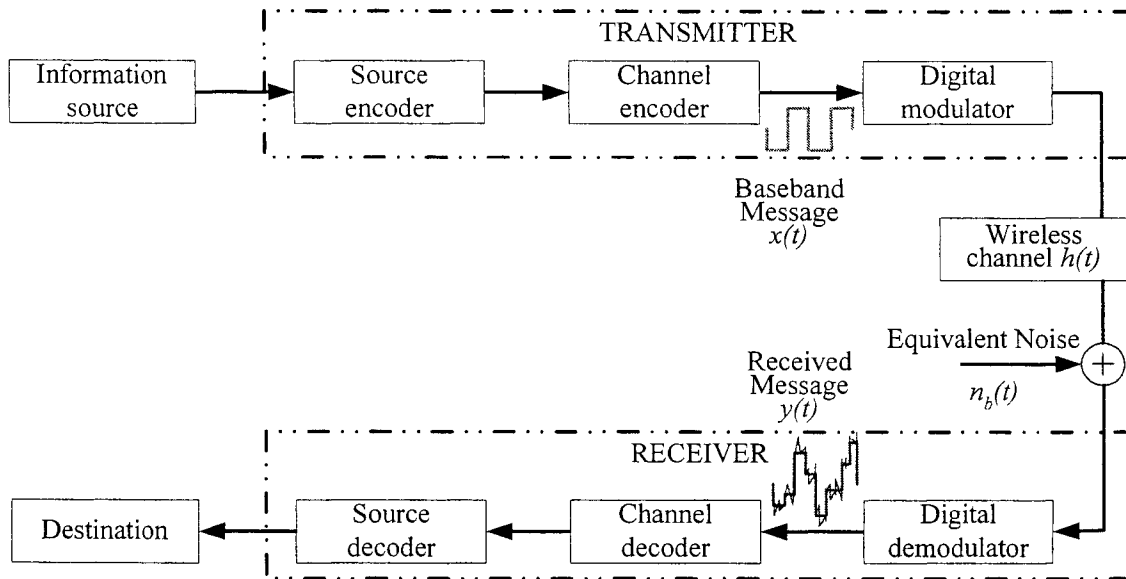 TRANSMITTER
Information
source
Source
encoder
Channel
encoder
Digital
modulator
Baseband
Message
x(t)
Wireless
channel h(t)
Equivalent Noise
+
n_b(t)
Received
Message
y(t)
RECEIVER
Destination
Source
decoder
Channel
decoder
Digital
demodulator